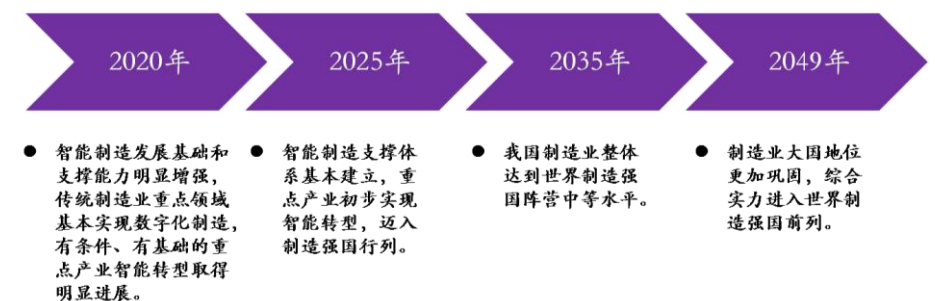 2020年
2025年
2035年
2049年
● 智能制造发展基础和
支撑能力明显增强，
传统制造业重点领域
基本实现数字化制造，
有条件、有基础的重
点产业智能转型取得
明显进展。
● 智能制造支撑体
系基本建立，重
点产业初步实现
智能转型，迈入
制造强国行列。
● 我国制造业整体
达到世界制造强
国阵营中等水平。
● 制造业大国地位
更加巩固，综合
实力进入世界制
造强国前列。